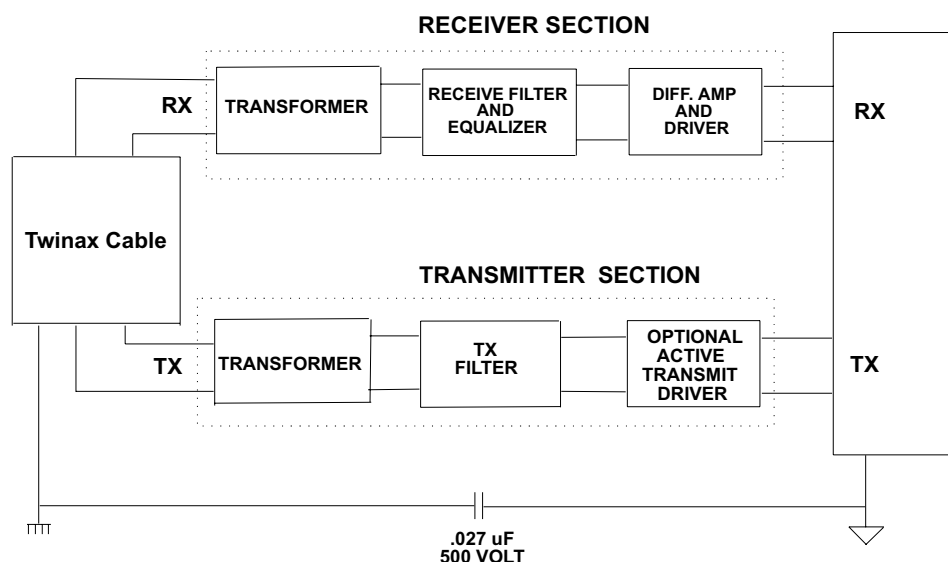 RECEIVER SECTION
RX
TRANSFORMER
RECEIVE FILTER
AND
EQUALIZER
DIFF. AMP
AND
DRIVER
RX
Twinax Cable
TRANSMITTER SECTION
TX
TRANSFORMER
TX
FILTER
OPTIONAL
ACTIVE
TRANSMIT
DRIVER
TX
.027 uF
500 VOLT